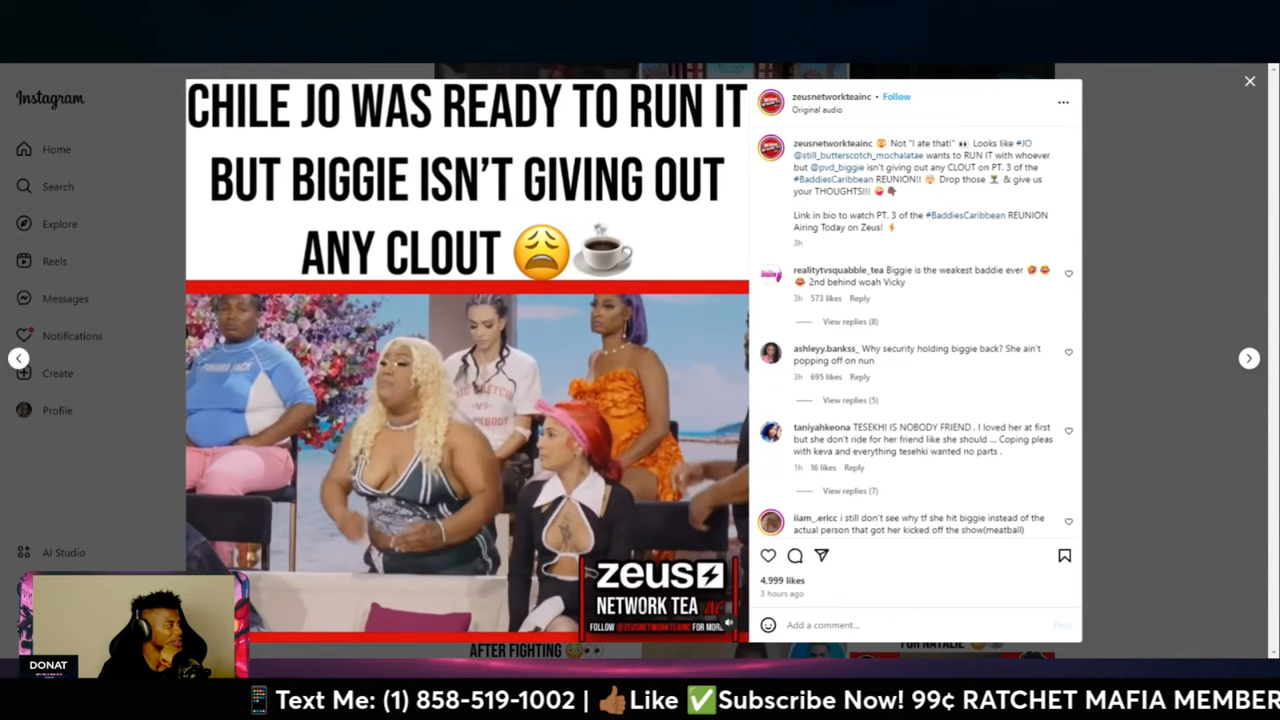 CHILE JO WAS READY TO RUN IT
BUT BIGGIE ISN'T GIVING OUT
ANY CLOUT 😩☕
Instagram
Home
Search
Explore
Reels
Messages
Notifications
Create
Profile
AI Studio
PANAMA JACK
VS
zeus
NETWORK TEA INC
FOLLOW @ZEUSNETWORKTEAINC FOR MORE
AFTER FIGHTING
FOR NATALIE
zeusnetworkteainc • Follow
Original audio
zeusnetworkteainc 😳 Not "I ate that!" 👀 Looks like #JO
@still_butterscotch_mochalatae wants to RUN IT with whoever
but @pvd_biggie isn't giving out any CLOUT on PT. 3 of the
#BaddiesCaribbean REUNION!! 🤯 Drop those 🏝 & give us
your THOUGHTS!!!
Link in bio to watch PT. 3 of the #BaddiesCaribbean REUNION
Airing Today on Zeus! ⚡
3h
realitytvsquabble_tea Biggie is the weakest baddie ever 🤣 😂
😂 2nd behind woah Vicky
3h 573 likes Reply
View replies (8)
ashleyy.bankss_ Why security holding biggie back? She ain't
popping off on nun
3h 695 likes Reply
View replies (5)
taniyahkeona TESEKHI IS NOBODY FRIEND . I loved her at first
but she don't ride for her friend like she should ... Coping pleas
with keva and everything tesehki wanted no parts .
1h 16 likes Reply
View replies (7)
iiam_.ericc i still don't see why tf she hit biggie instead of the
actual person that got her kicked off the show(meatball)
4,999 likes
3 hours ago
Add a comment...
Post
DONAT
📱Text Me: (1) 858-519-1002 | 👍🏾Like ✅Subscribe Now! 99¢ RATCHET MAFIA MEMBER